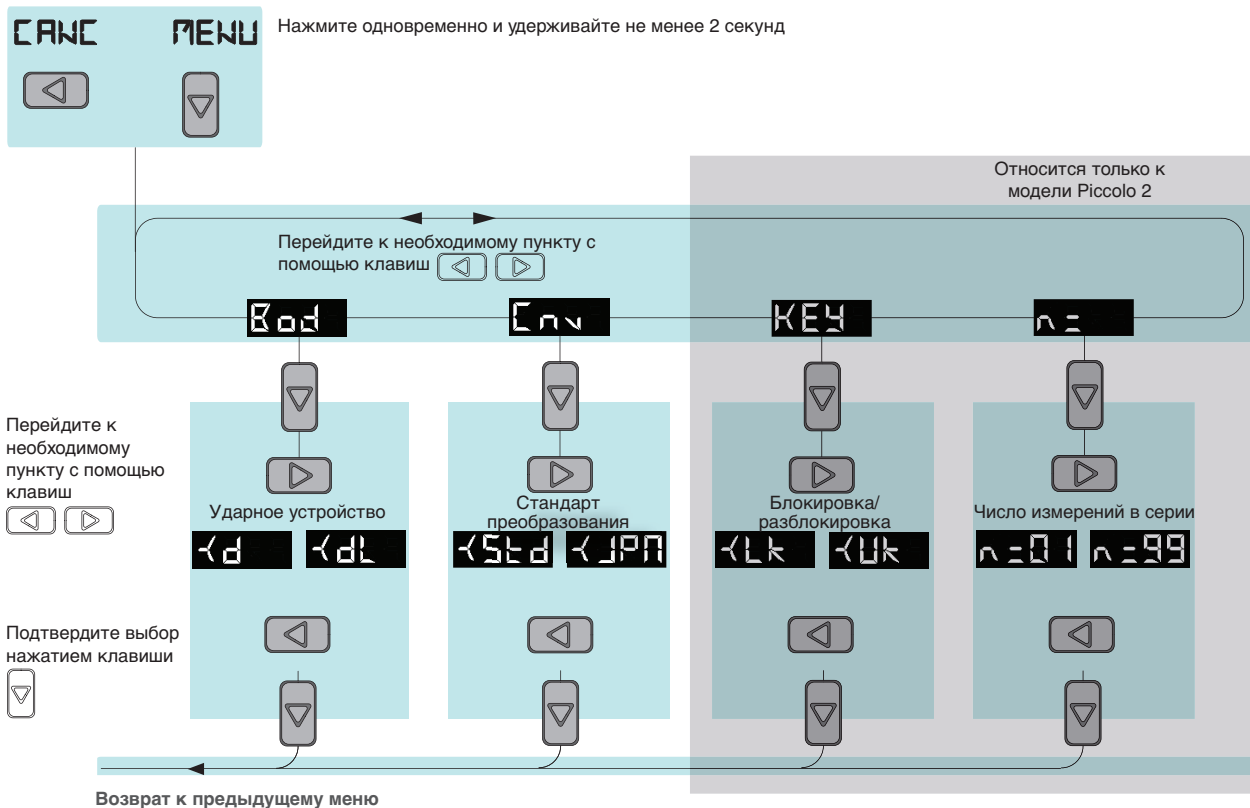 CANC MENU
Нажмите одновременно и удерживайте не менее 2 секунд
Относится только к
модели Piccolo 2
Перейдите к необходимому пункту с
помощью клавиш
Bod
Cnv
KEY
n=
Перейдите к
необходимому
пункту с помощью
клавиш
Ударное устройство
Стандарт
преобразования
Блокировка/
разблокировка
Число измерений в серии
d
dL
Std
JPN
Lk
Uk
n=01
n=99
Подтвердите выбор
нажатием клавиши
Возврат к предыдущему меню